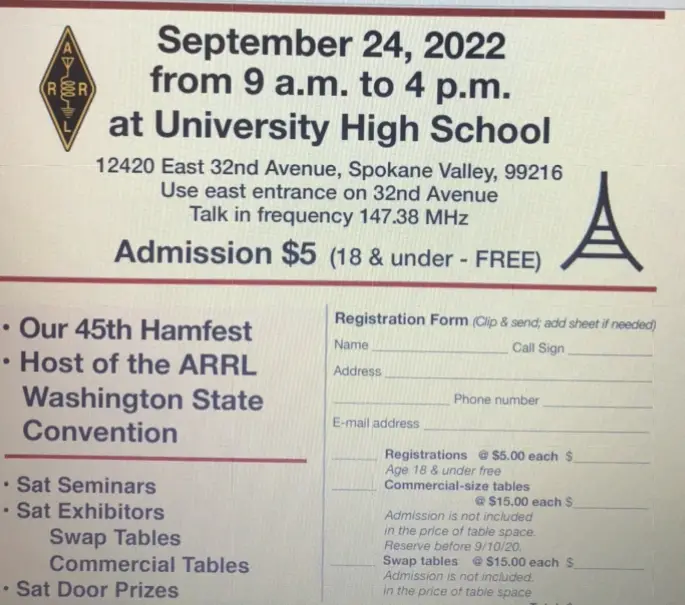 A
R R
L
September 24, 2022
from 9 a.m. to 4 p.m.
at University High School
12420 East 32nd Avenue, Spokane Valley, 99216
Use east entrance on 32nd Avenue
Talk in frequency 147.38 MHz
Admission $5 (18 & under - FREE)
• Our 45th Hamfest
• Host of the ARRL
Washington State
Convention
• Sat Seminars
• Sat Exhibitors
Swap Tables
Commercial Tables
• Sat Door Prizes
Registration Form (Clip & send; add sheet if needed)
Name Call Sign
Address
Phone number
E-mail address
Registrations @ $5.00 each $
Age 18 & under free
Commercial-size tables
@ $15.00 each $
Admission is not included
in the price of table space.
Reserve before 9/10/20.
Swap tables @ $15.00 each $
Admission is not included.
in the price of table space